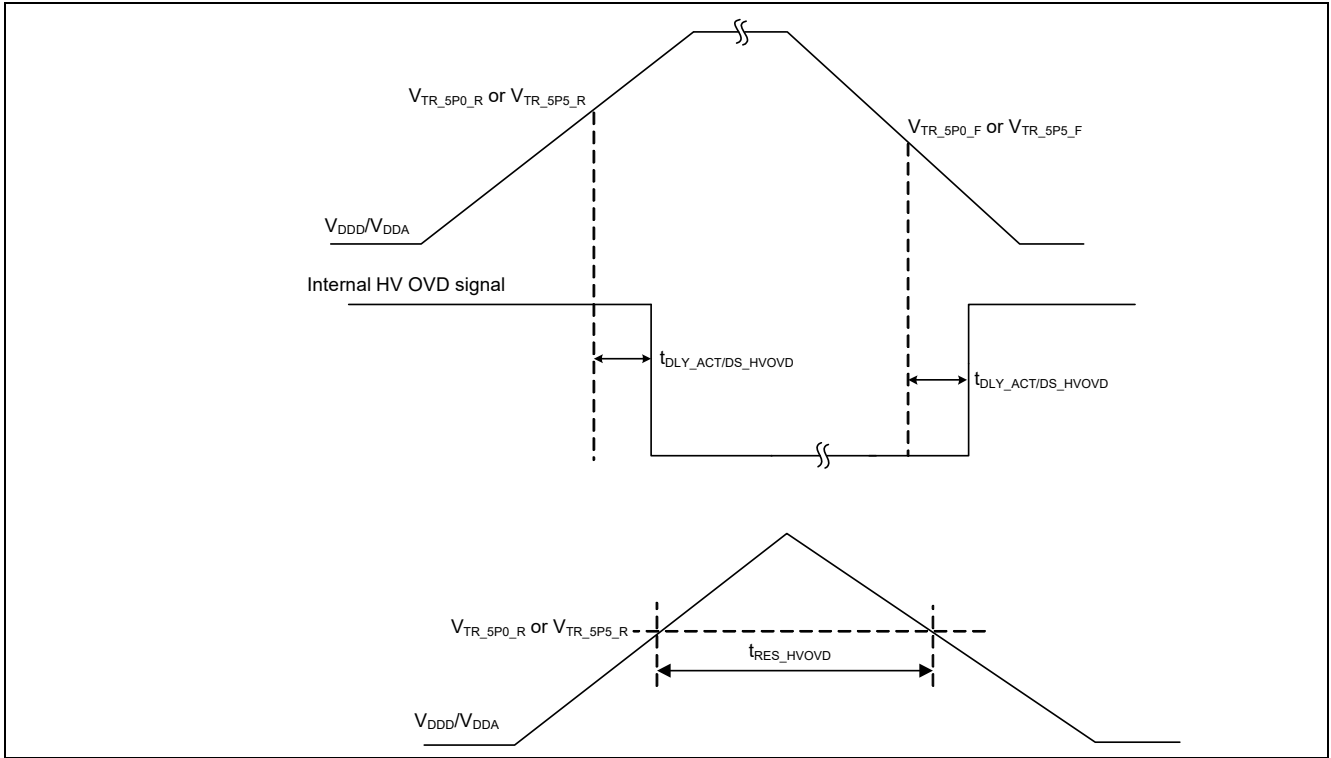 VTR_5P0_R or VTR_5P5_R
VTR_5P0_F or VTR_5P5_F
VDDD/VDDA
Internal HV OVD signal
tDLY_ACT/DS_HVOVD
tDLY_ACT/DS_HVOVD
VTR_5P0_R or VTR_5P5_R
tRES_HVOVD
VDDD/VDDA